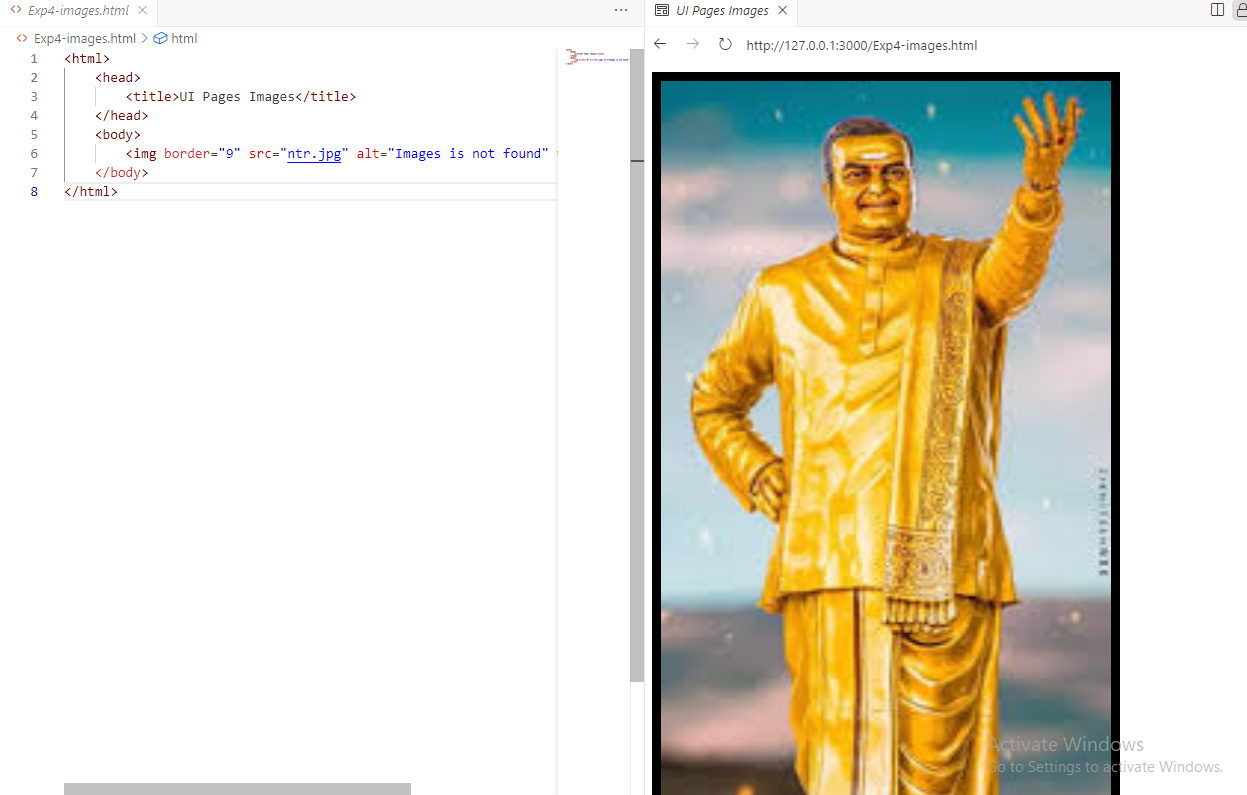 Exp4-images.html
Exp4-images.html > html
1 <html>
2 <head>
3 <title>UI Pages Images</title>
4 </head>
5 <body>
6 <img border="9" src="ntr.jpg" alt="Images is not found"
7 </body>
8 </html>
UI Pages Images
http://127.0.0.1:3000/Exp4-images.html
Activate Windows
Go to Settings to activate Windows.